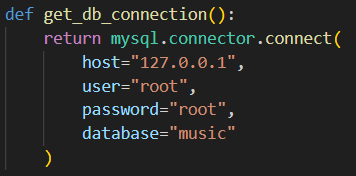 def get_db_connection():
    return mysql.connector.connect(
        host="127.0.0.1",
        user="root",
        password="root",
        database="music"
    )